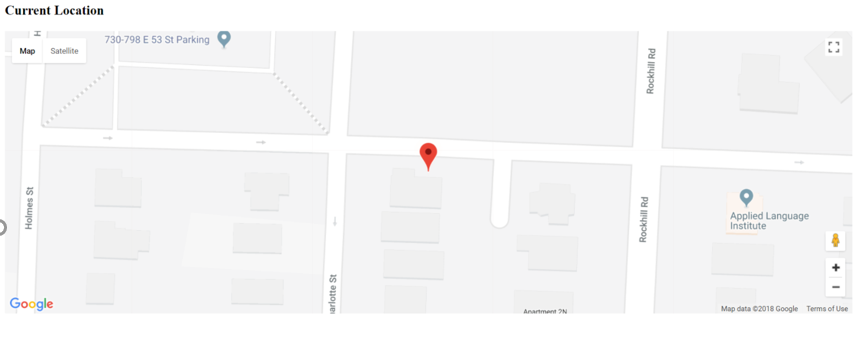 Current Location
730-798 E 53 St Parking
Map
Satellite
Rockhill Rd
Holmes St
Rockhill Rd
Applied Language
Institute
arlotte St
Apartment 2N
Google
Map data ©2018 Google
Terms of Use